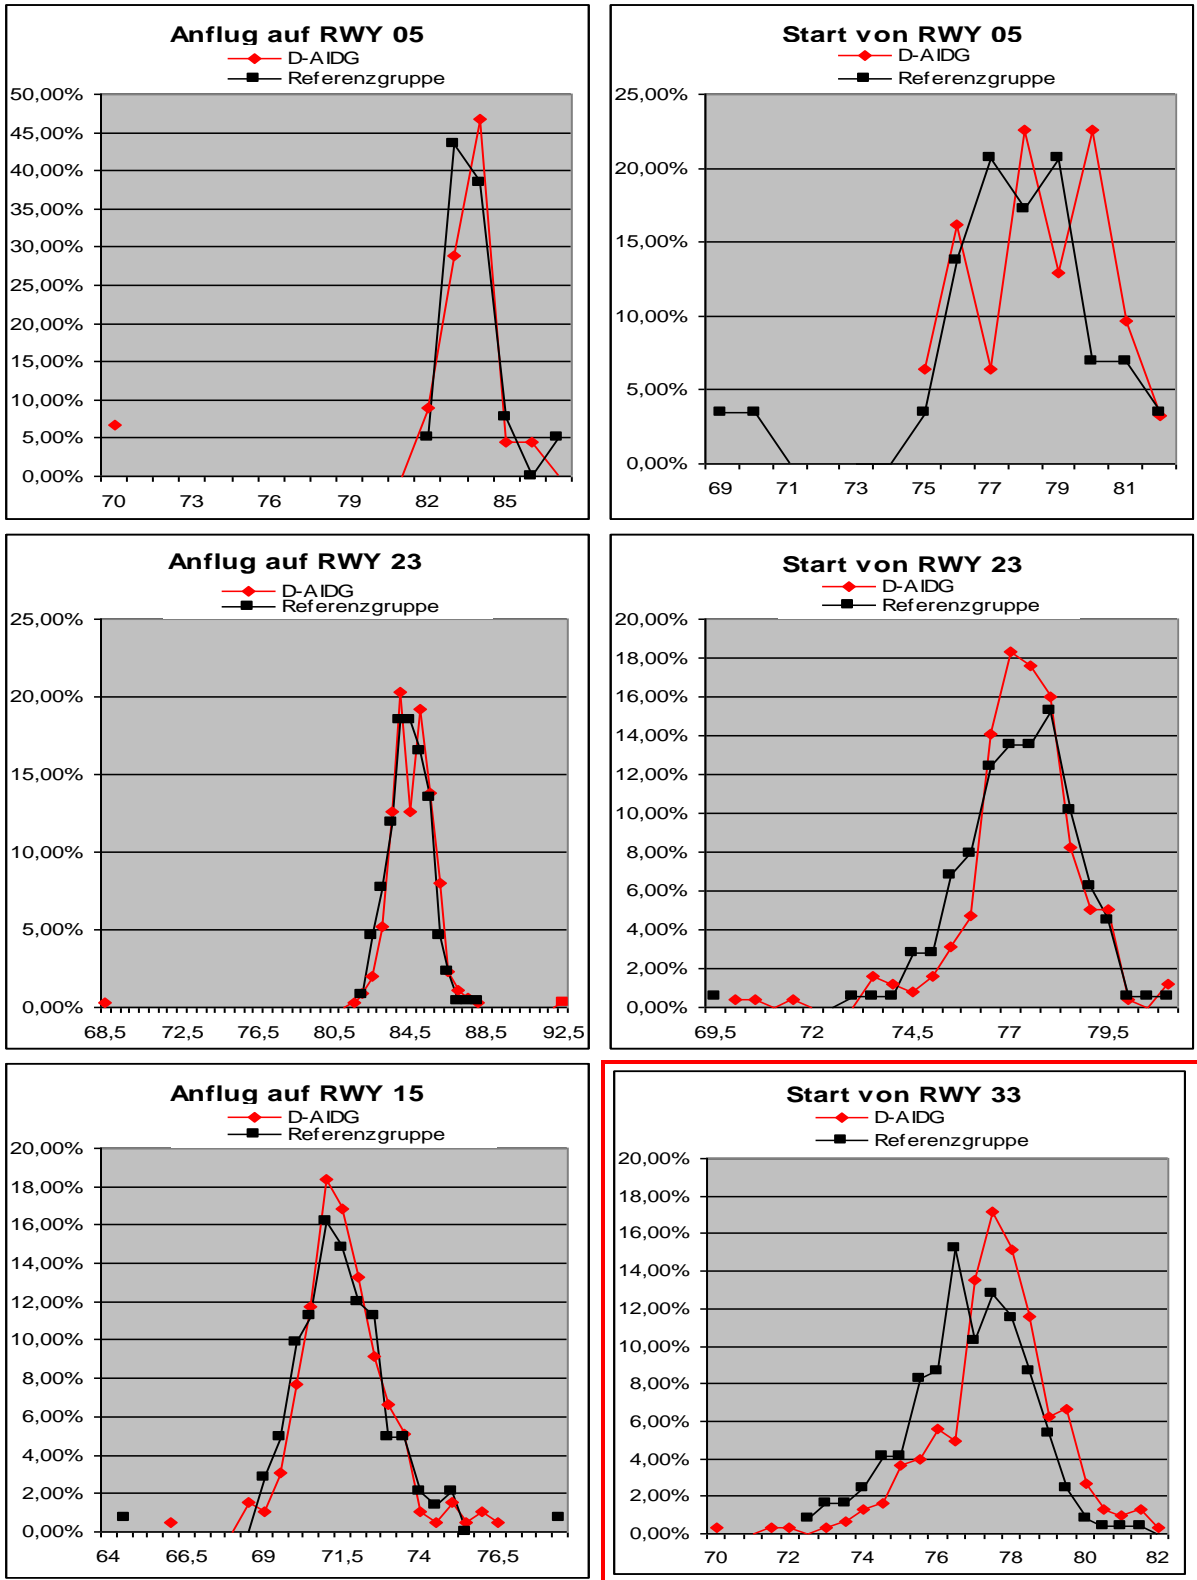 Anflug auf RWY 05
D-AIDG
Referenzgruppe
50,00%
45,00%
40,00%
35,00%
30,00%
25,00%
20,00%
15,00%
10,00%
5,00%
0,00%
70 73 76 79 82 85
Start von RWY 05
D-AIDG
Referenzgruppe
25,00%
20,00%
15,00%
10,00%
5,00%
0,00%
69 71 73 75 77 79 81
Anflug auf RWY 23
D-AIDG
Referenzgruppe
25,00%
20,00%
15,00%
10,00%
5,00%
0,00%
68,5 72,5 76,5 80,5 84,5 88,5 92,5
Start von RWY 23
D-AIDG
Referenzgruppe
20,00%
18,00%
16,00%
14,00%
12,00%
10,00%
8,00%
6,00%
4,00%
2,00%
0,00%
69,5 72 74,5 77 79,5
Anflug auf RWY 15
D-AIDG
Referenzgruppe
20,00%
18,00%
16,00%
14,00%
12,00%
10,00%
8,00%
6,00%
4,00%
2,00%
0,00%
64 66,5 69 71,5 74 76,5
Start von RWY 33
D-AIDG
Referenzgruppe
20,00%
18,00%
16,00%
14,00%
12,00%
10,00%
8,00%
6,00%
4,00%
2,00%
0,00%
70 72 74 76 78 80 82